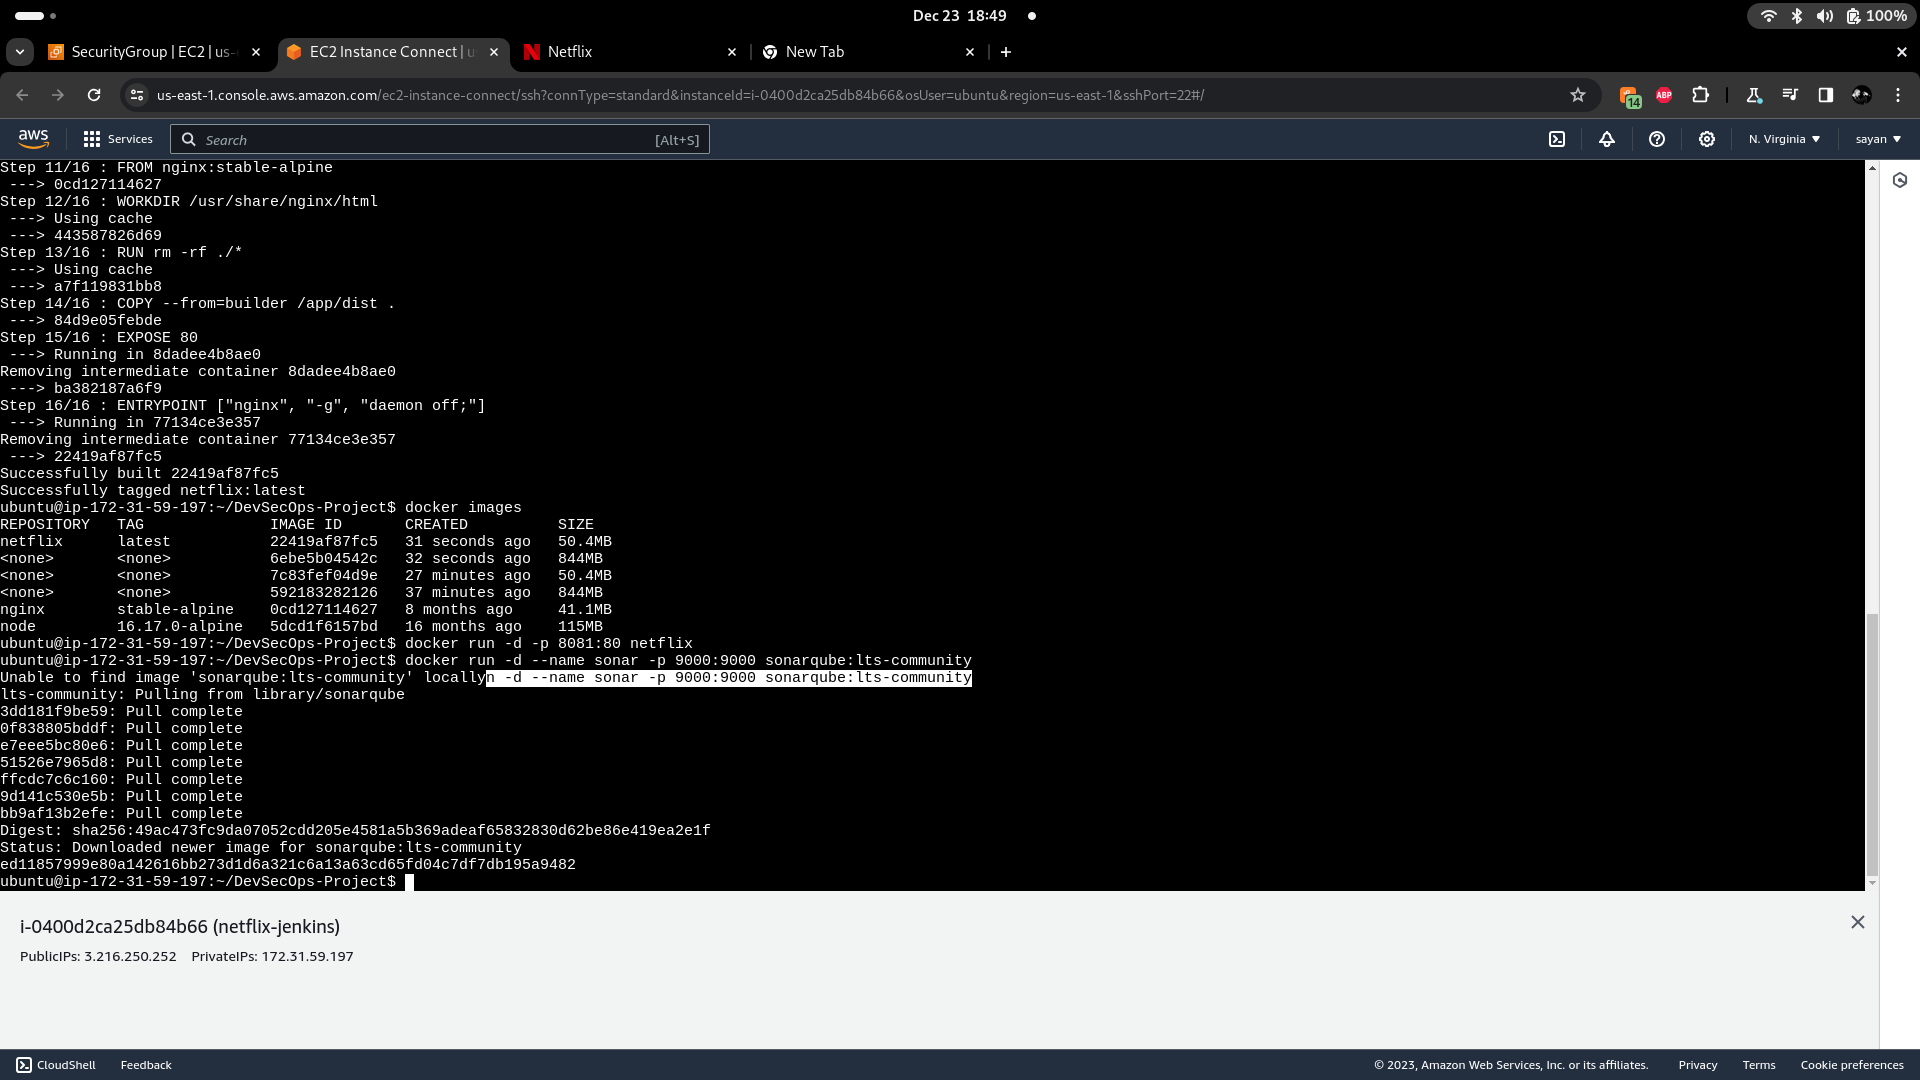 Dec 23 18:49
100%
SecurityGroup | EC2 | us-
EC2 Instance Connect | us
Netflix
New Tab
us-east-1.console.aws.amazon.com/ec2-instance-connect/ssh?connType=standard&instanceId=i-0400d2ca25db84b66&osUser=ubuntu&region=us-east-1&sshPort=22#/
14
ABP
aws
Services
Search
[Alt+S]
N. Virginia
sayan
Step 11/16 : FROM nginx:stable-alpine
---> 0cd127114627
Step 12/16 : WORKDIR /usr/share/nginx/html
---> Using cache
---> 443587826d69
Step 13/16 : RUN rm -rf ./*
---> Using cache
---> a7f119831bb8
Step 14/16 : COPY --from=builder /app/dist .
---> 84d9e05febde
Step 15/16 : EXPOSE 80
---> Running in 8dadee4b8ae0
Removing intermediate container 8dadee4b8ae0
---> ba382187a6f9
Step 16/16 : ENTRYPOINT ["nginx", "-g", "daemon off;"]
---> Running in 77134ce3e357
Removing intermediate container 77134ce3e357
---> 22419af87fc5
Successfully built 22419af87fc5
Successfully tagged netflix:latest
ubuntu@ip-172-31-59-197:~/DevSecOps-Project$ docker images
REPOSITORY TAG IMAGE ID CREATED SIZE
netflix latest 22419af87fc5 31 seconds ago 50.4MB
<none> <none> 6ebe5b04542c 32 seconds ago 844MB
<none> <none> 7c83fef04d9e 27 minutes ago 50.4MB
<none> <none> 592183282126 37 minutes ago 844MB
nginx stable-alpine 0cd127114627 8 months ago 41.1MB
node 16.17.0-alpine 5dcd1f6157bd 16 months ago 115MB
ubuntu@ip-172-31-59-197:~/DevSecOps-Project$ docker run -d -p 8081:80 netflix
ubuntu@ip-172-31-59-197:~/DevSecOps-Project$ docker run -d --name sonar -p 9000:9000 sonarqube:lts-community
Unable to find image 'sonarqube:lts-community' locallyn -d --name sonar -p 9000:9000 sonarqube:lts-community
lts-community: Pulling from library/sonarqube
3dd181f9be59: Pull complete
0f838805bddf: Pull complete
e7eee5bc80e6: Pull complete
51526e7965d8: Pull complete
ffcdc7c6c160: Pull complete
9d141c530e5b: Pull complete
bb9af13b2efe: Pull complete
Digest: sha256:49ac473fc9da07052cdd205e4581a5b369adeaf65832830d62be86e419ea2e1f
Status: Downloaded newer image for sonarqube:lts-community
ed11857999e80a142616bb273d1d6a321c6a13a63cd65fd04c7df7db195a9482
ubuntu@ip-172-31-59-197:~/DevSecOps-Project$
i-0400d2ca25db84b66 (netflix-jenkins)
PublicIPs: 3.216.250.252 PrivateIPs: 172.31.59.197
CloudShell
Feedback
© 2023, Amazon Web Services, Inc. or its affiliates.
Privacy
Terms
Cookie preferences